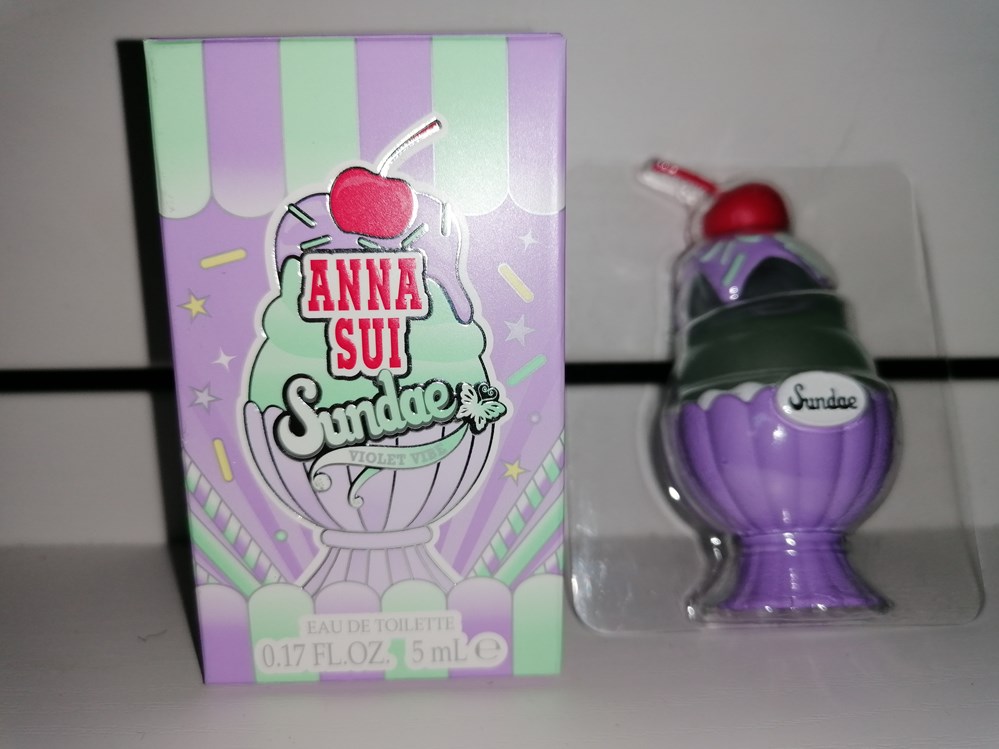 ANNA
SUI
Sundae
VIOLET VIBE
EAU DE TOILETTE
0.17 FL.OZ. 5 mL ℮
Sundae